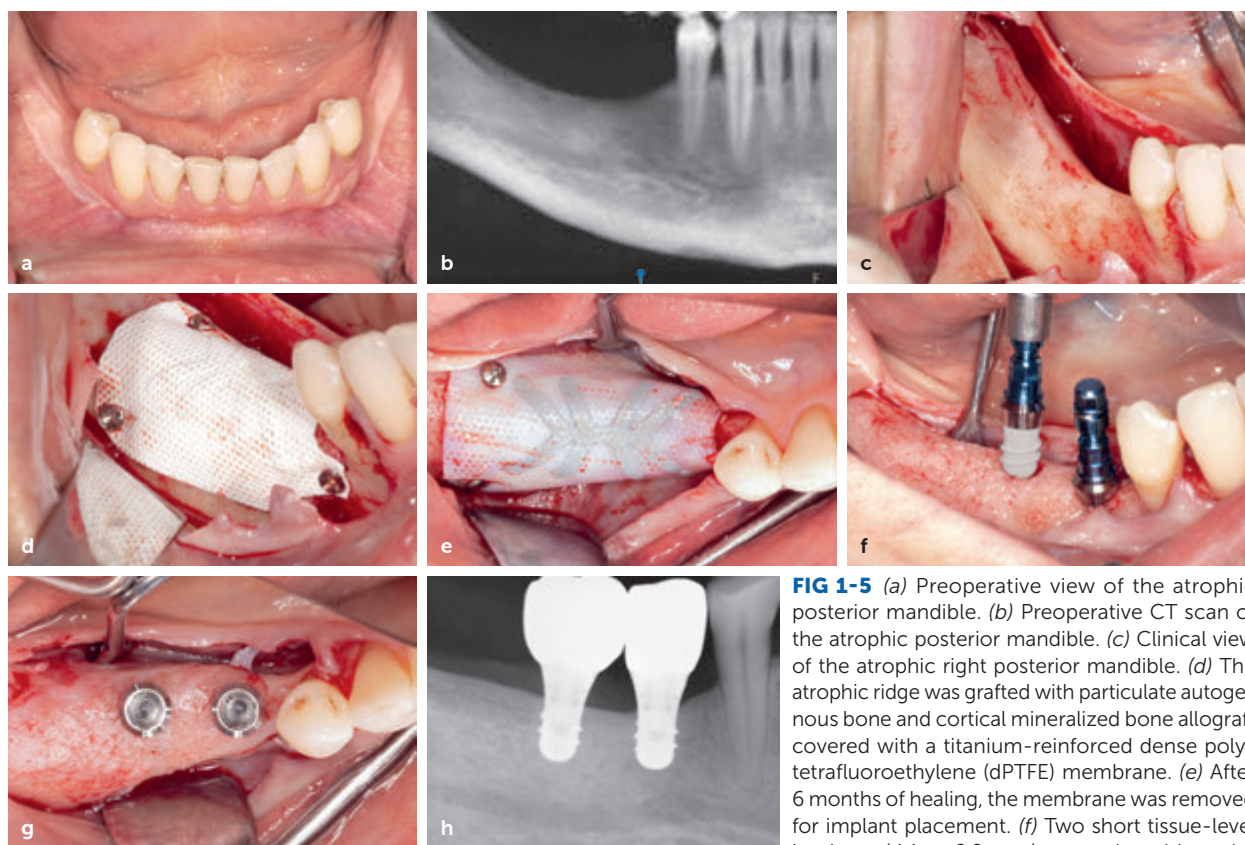 a
b
c
d
e
f
g
h
FIG 1-5 (a) Preoperative view of the atrophic
posterior mandible. (b) Preoperative CT scan o
the atrophic posterior mandible. (c) Clinical view
of the atrophic right posterior mandible. (d) Th
atrophic ridge was grafted with particulate autoge
nous bone and cortical mineralized bone allograf
covered with a titanium-reinforced dense poly
tetrafluoroethylene (dPTFE) membrane. (e) Afte
6 months of healing, the membrane was removed
for implant placement. (f) Two short tissue-leve